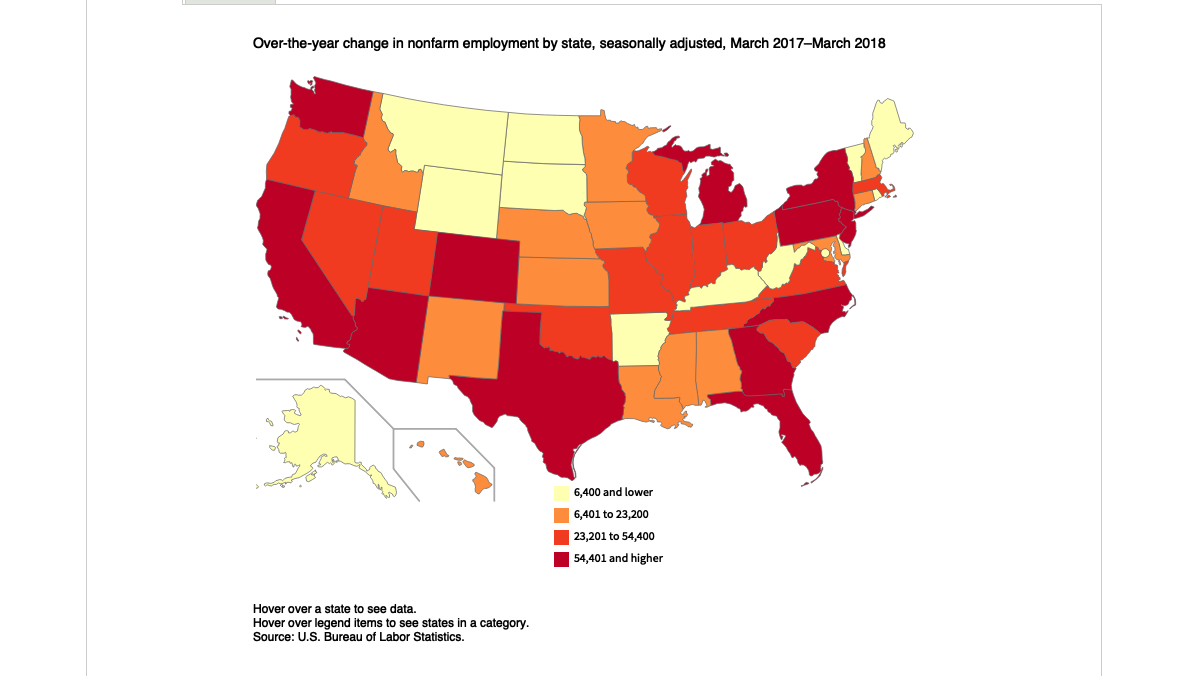 Over-the-year change in nonfarm employment by state, seasonally adjusted, March 2017–March 2018
6,400 and lower
6,401 to 23,200
23,201 to 54,400
54,401 and higher
Hover over a state to see data.
Hover over legend items to see states in a category.
Source: U.S. Bureau of Labor Statistics.